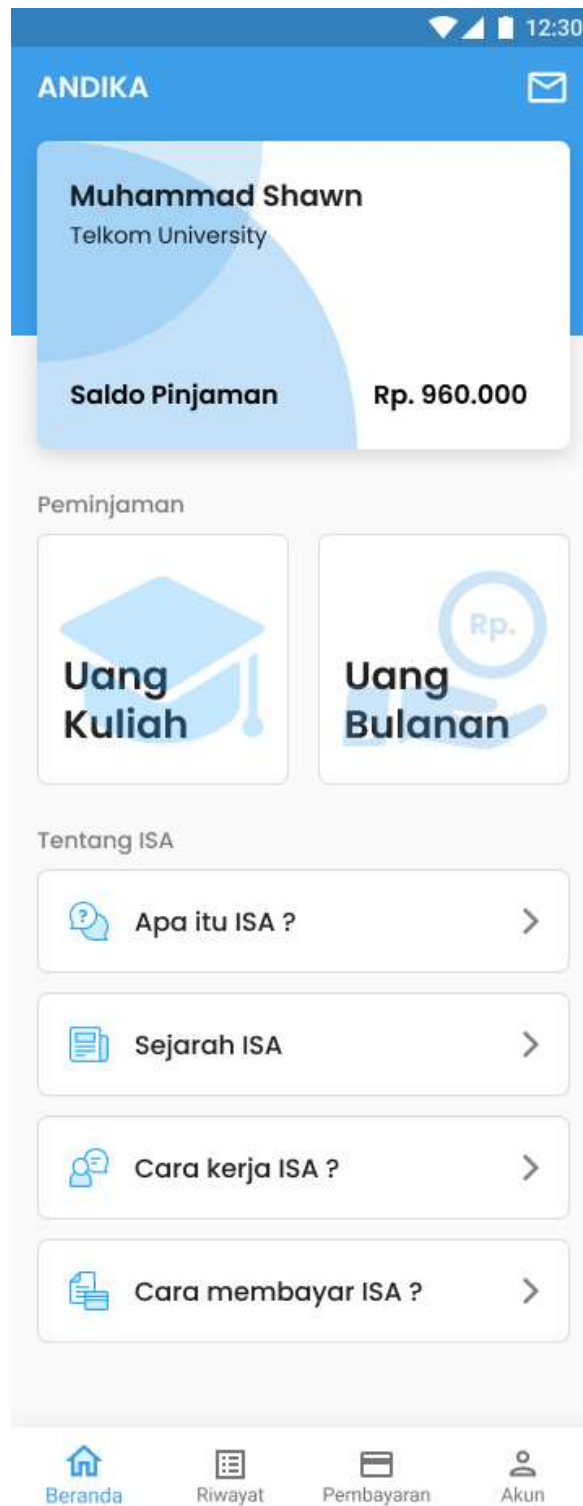 12:30
ANDIKA
Muhammad Shawn
Telkom University
Saldo Pinjaman Rp. 960.000
Peminjaman
Rp.
Uang
Kuliah
Uang
Bulanan
Tentang ISA
Apa itu ISA ?
Sejarah ISA
Cara kerja ISA ?
Cara membayar ISA ?
Beranda Riwayat Pembayaran Akun